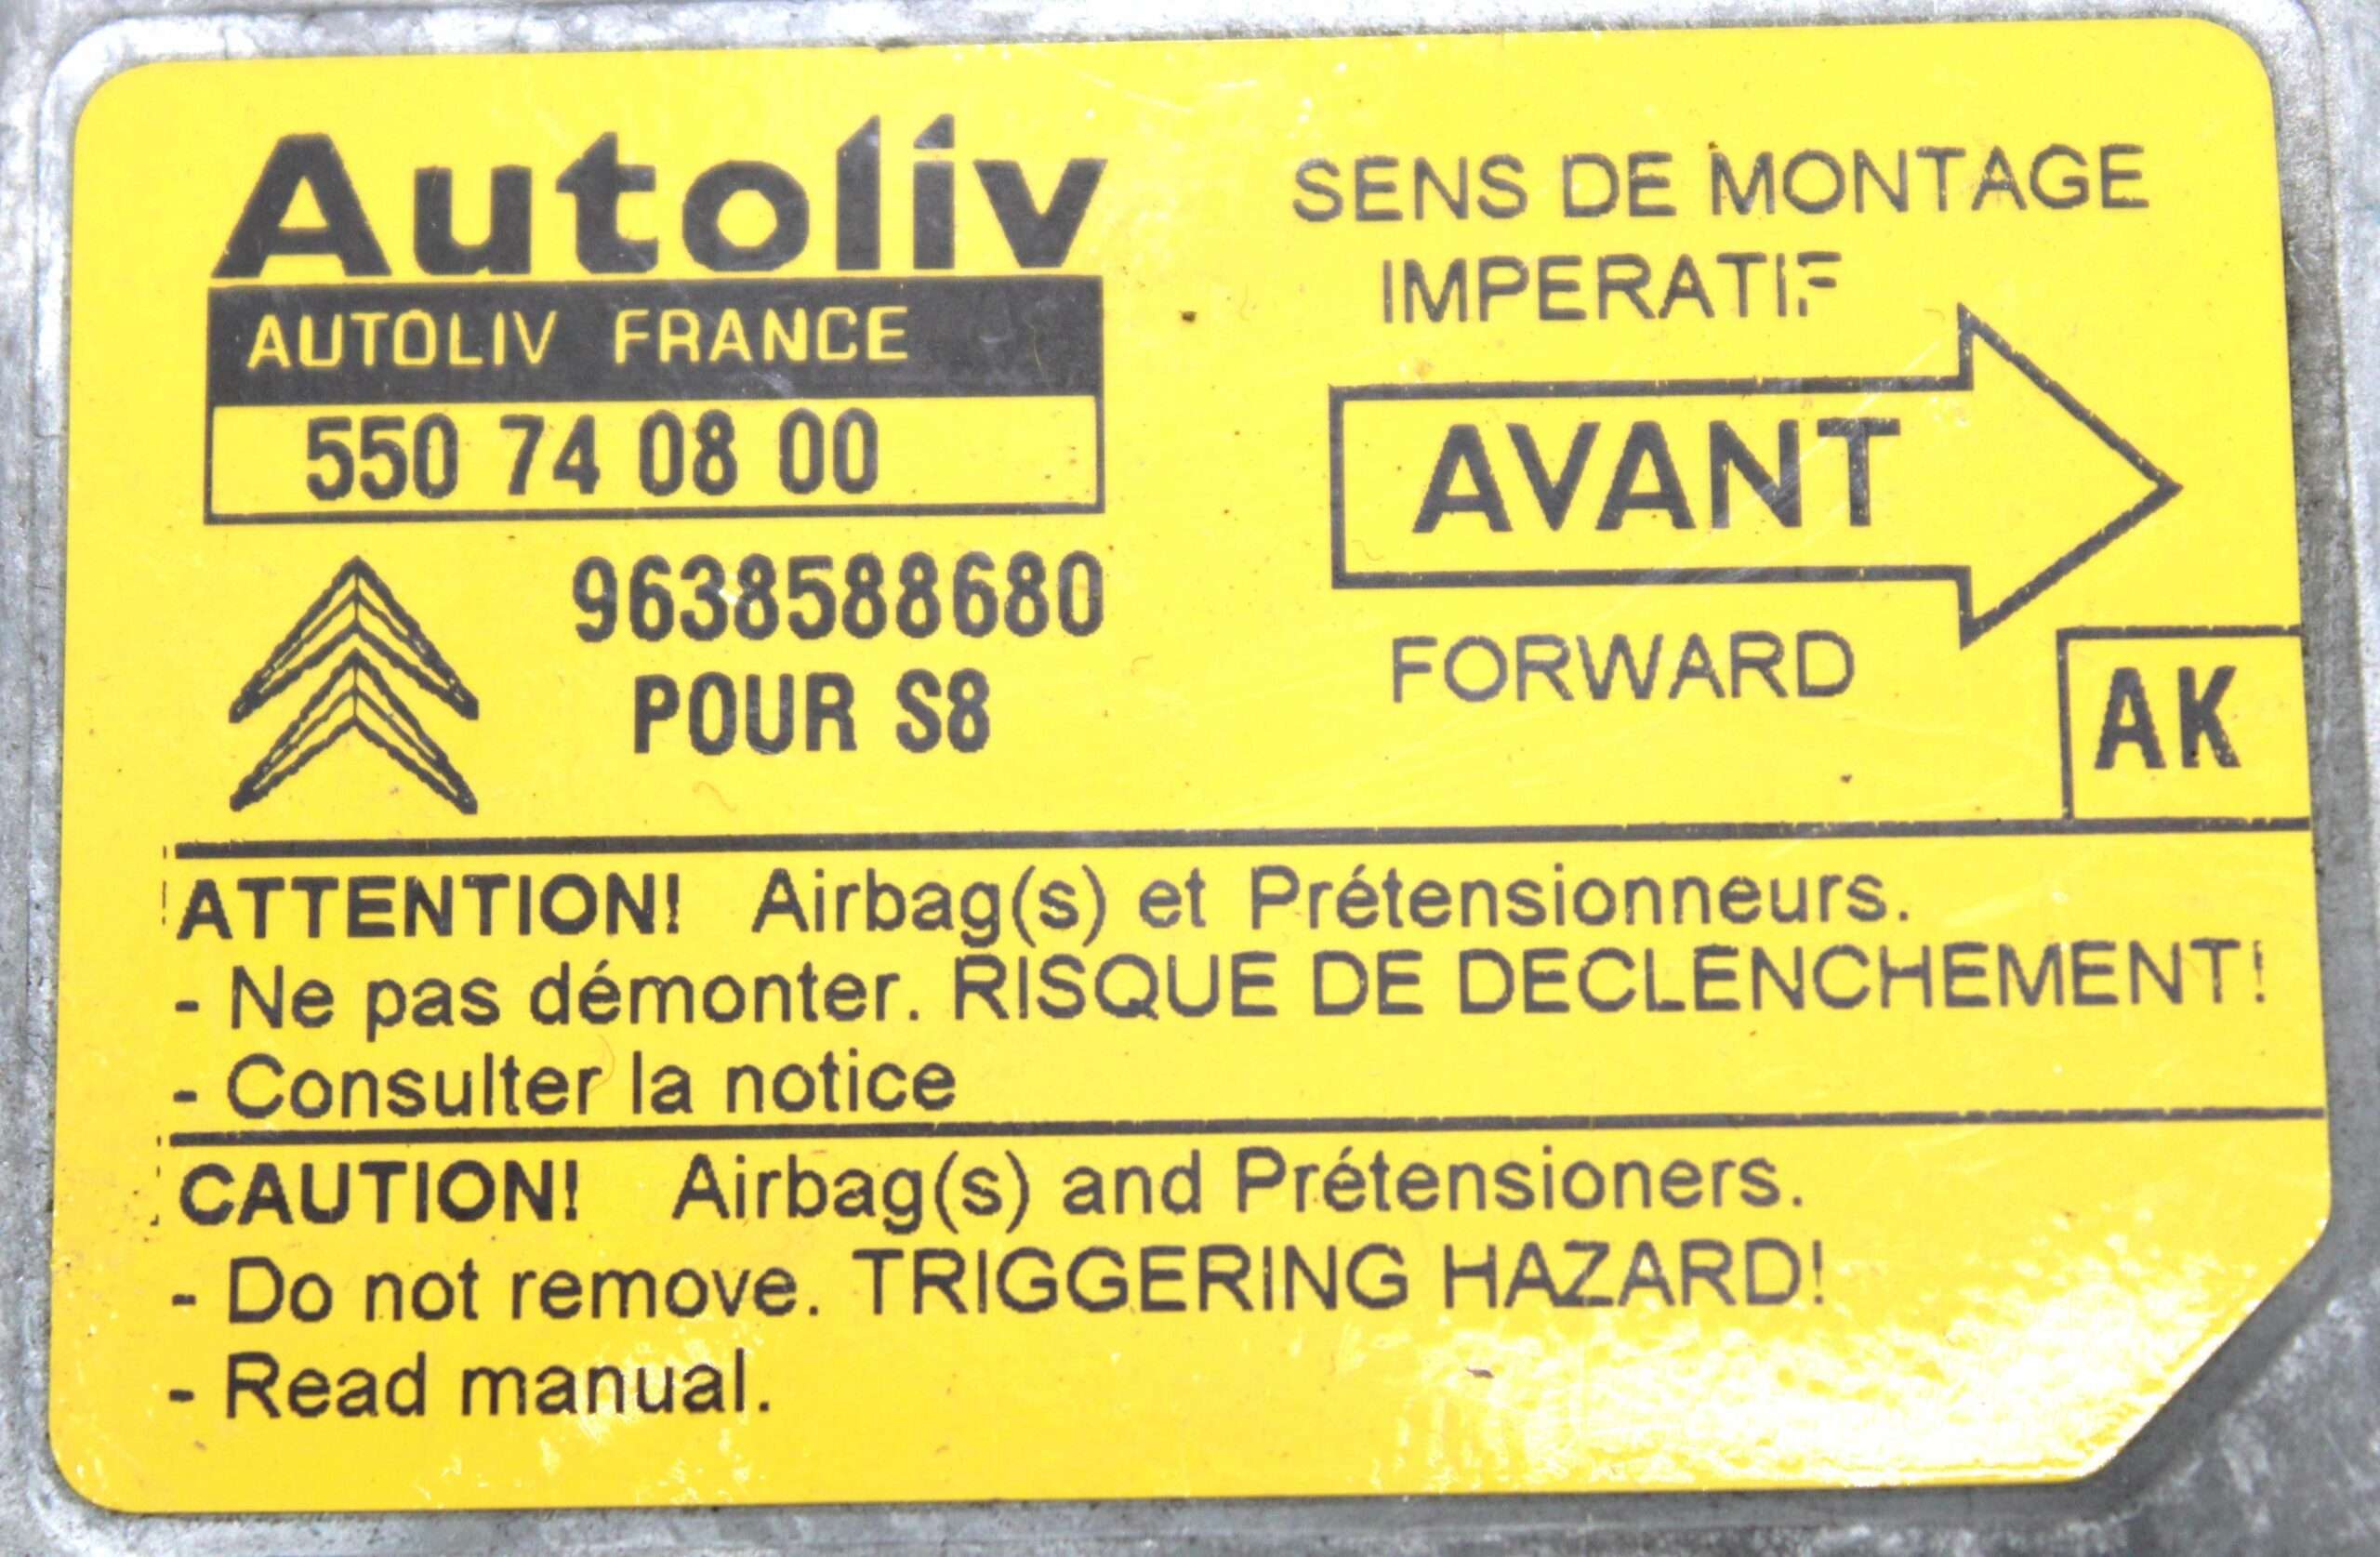 Autoliv
AUTOLIV FRANCE
550 74 08 00
9638588680
POUR S8
SENS DE MONTAGE
IMPERATIF
AVANT
FORWARD
AK
ATTENTION! Airbag(s) et Prétensionneurs.
- Ne pas démonter. RISQUE DE DECLENCHEMENT!
- Consulter la notice
CAUTION! Airbag(s) and Prétensioners.
- Do not remove. TRIGGERING HAZARD!
- Read manual.